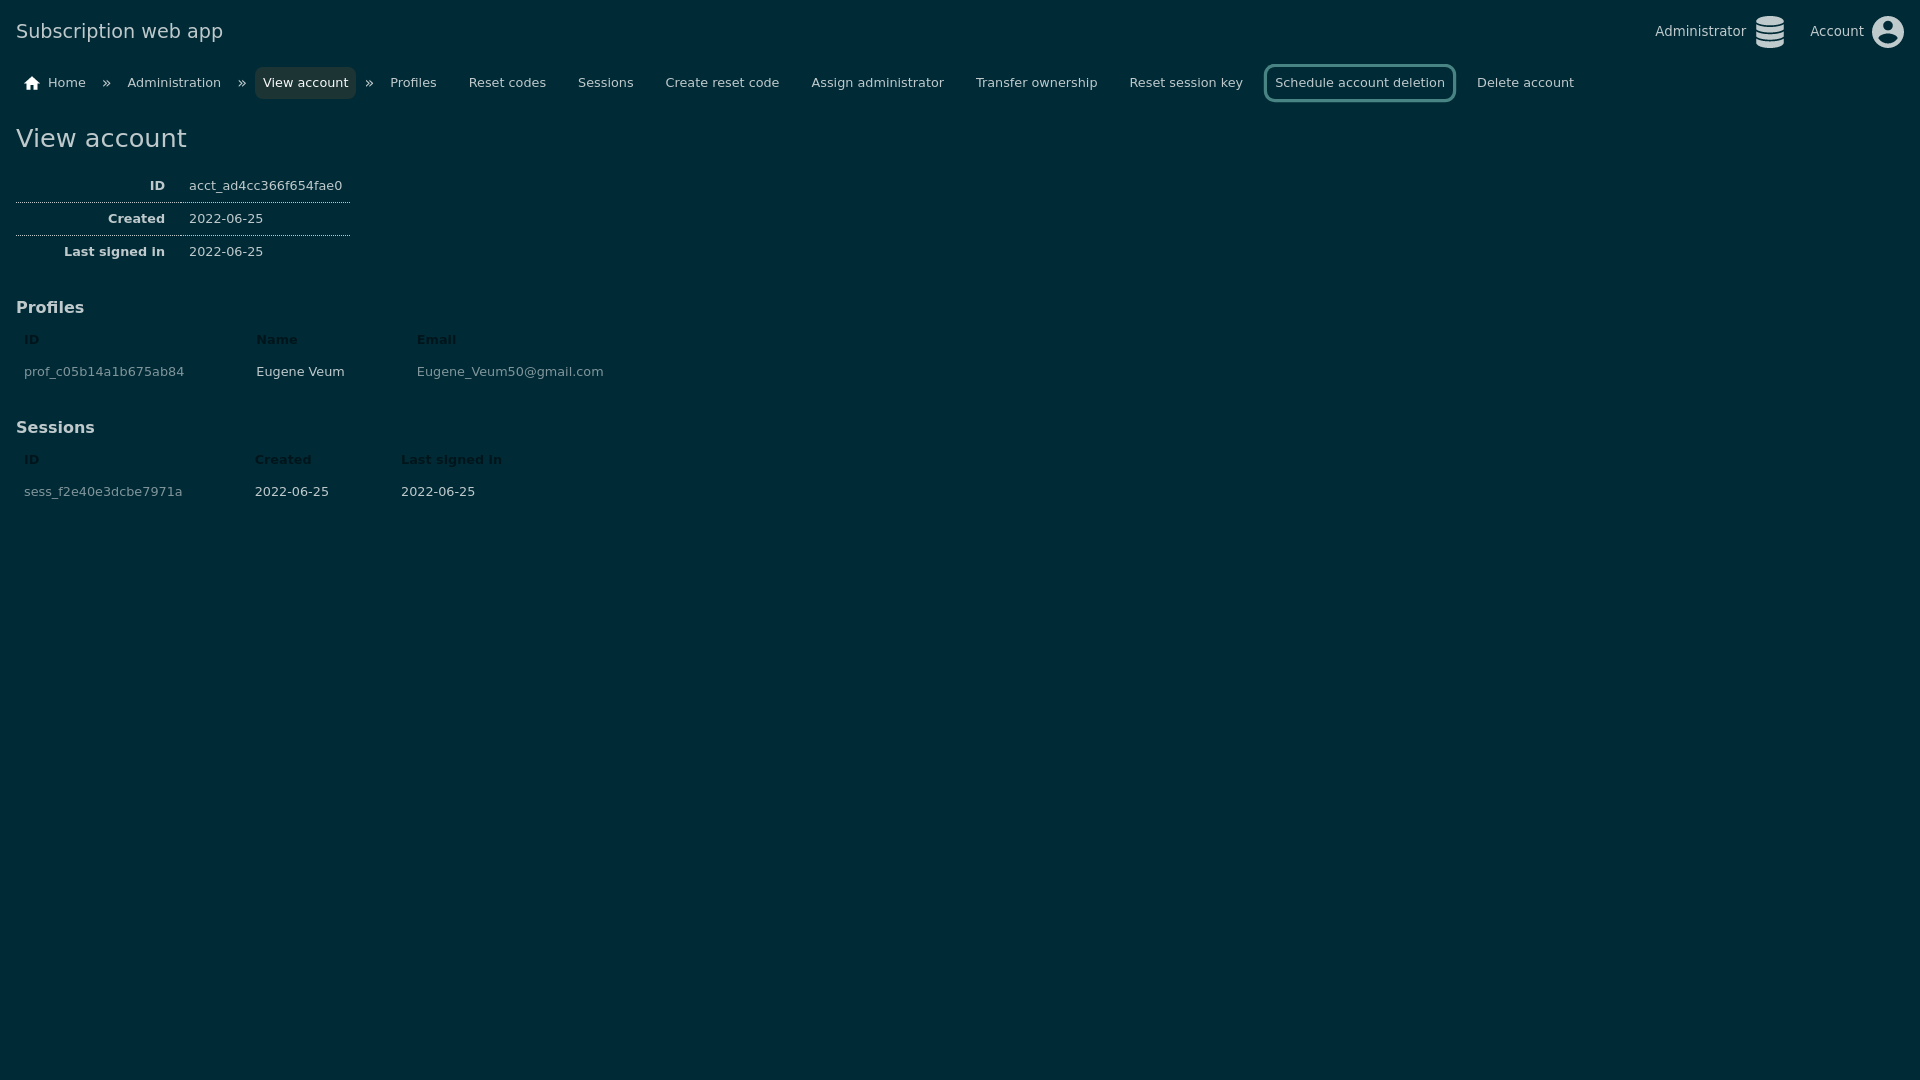 Subscription web app
Administrator
Account
Home » Administration » View account » Profiles Reset codes Sessions Create reset code Assign administrator Transfer ownership Reset session key Schedule account deletion Delete account
View account
ID acct_ad4cc366f654fae0
Created 2022-06-25
Last signed in 2022-06-25
Profiles
ID Name Email
prof_c05b14a1b675ab84 Eugene Veum Eugene_Veum50@gmail.com
Sessions
ID Created Last signed in
sess_f2e40e3dcbe7971a 2022-06-25 2022-06-25